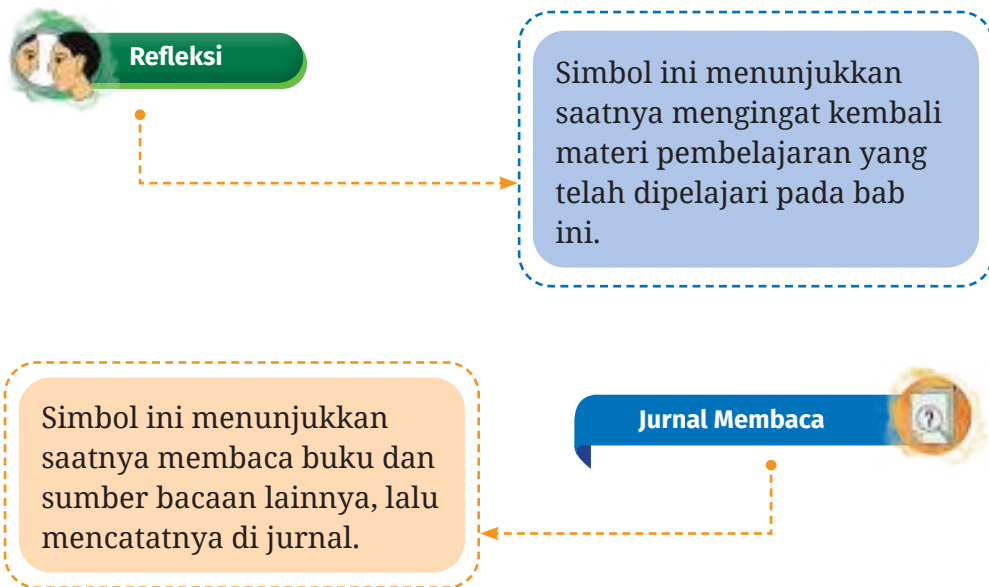 Refleksi
Simbol ini menunjukkan
saatnya mengingat kembali
materi pembelajaran yang
telah dipelajari pada bab
ini.
Jurnal Membaca
?
Simbol ini menunjukkan
saatnya membaca buku dan
sumber bacaan lainnya, lalu
mencatatnya di jurnal.